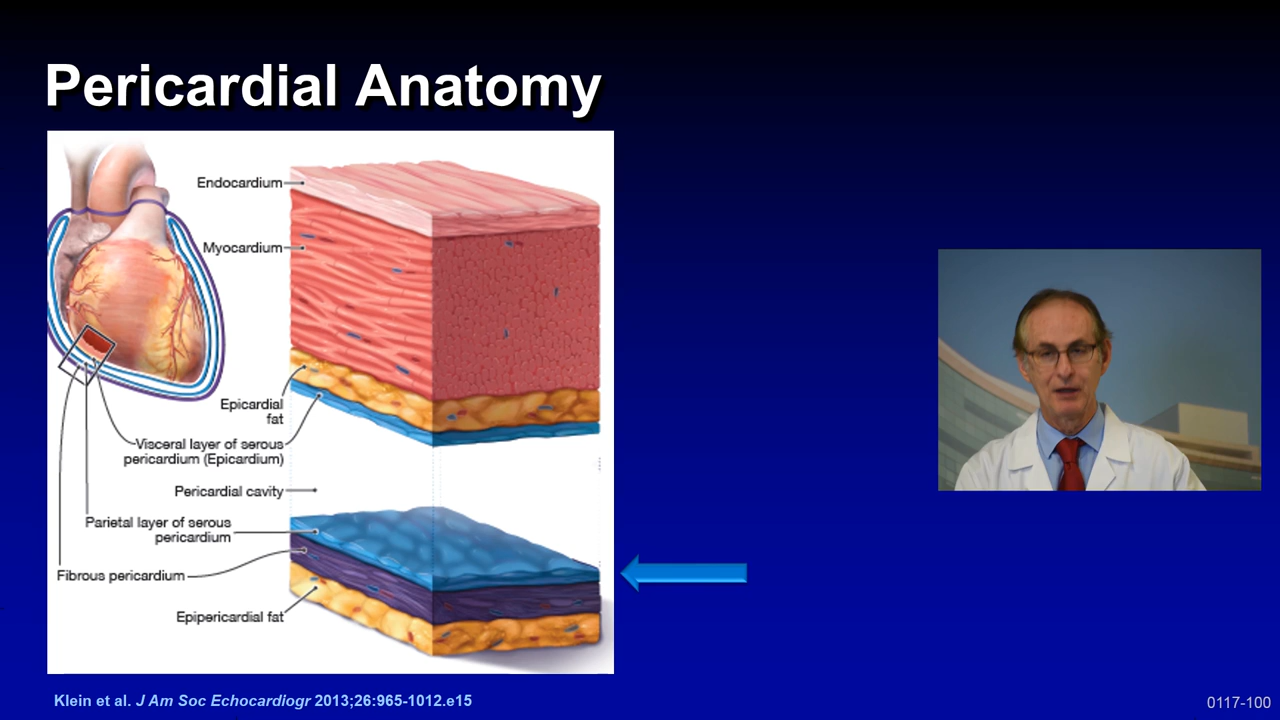 Pericardial Anatomy
Endocardium
Myocardium
Epicardial
fat
Visceral layer of serous
pericardium (Epicardium)
Pericardial cavity
Parietal layer of serous
pericardium
Fibrous pericardium
Epipericardial fat
Klein et al. J Am Soc Echocardiogr 2013;26:965-1012.e15
0117-100